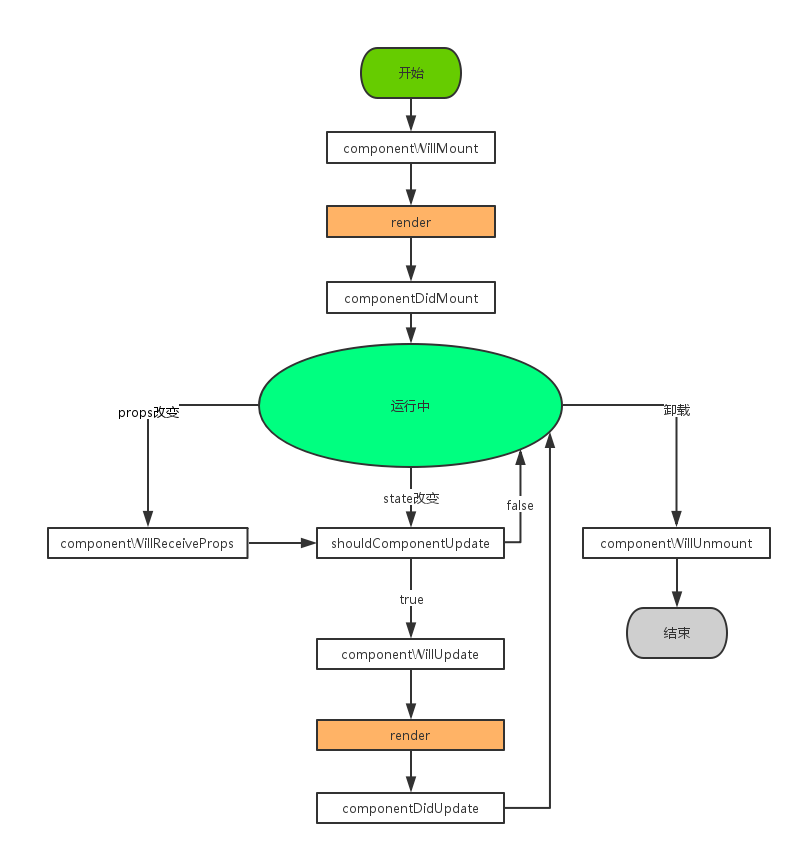 开始
componentWillMount
render
componentDidMount
运行中
props改变
卸载
state改变
false
componentWillReceiveProps
shouldComponentUpdate
componentWillUnmount
true
结束
componentWillUpdate
render
componentDidUpdate